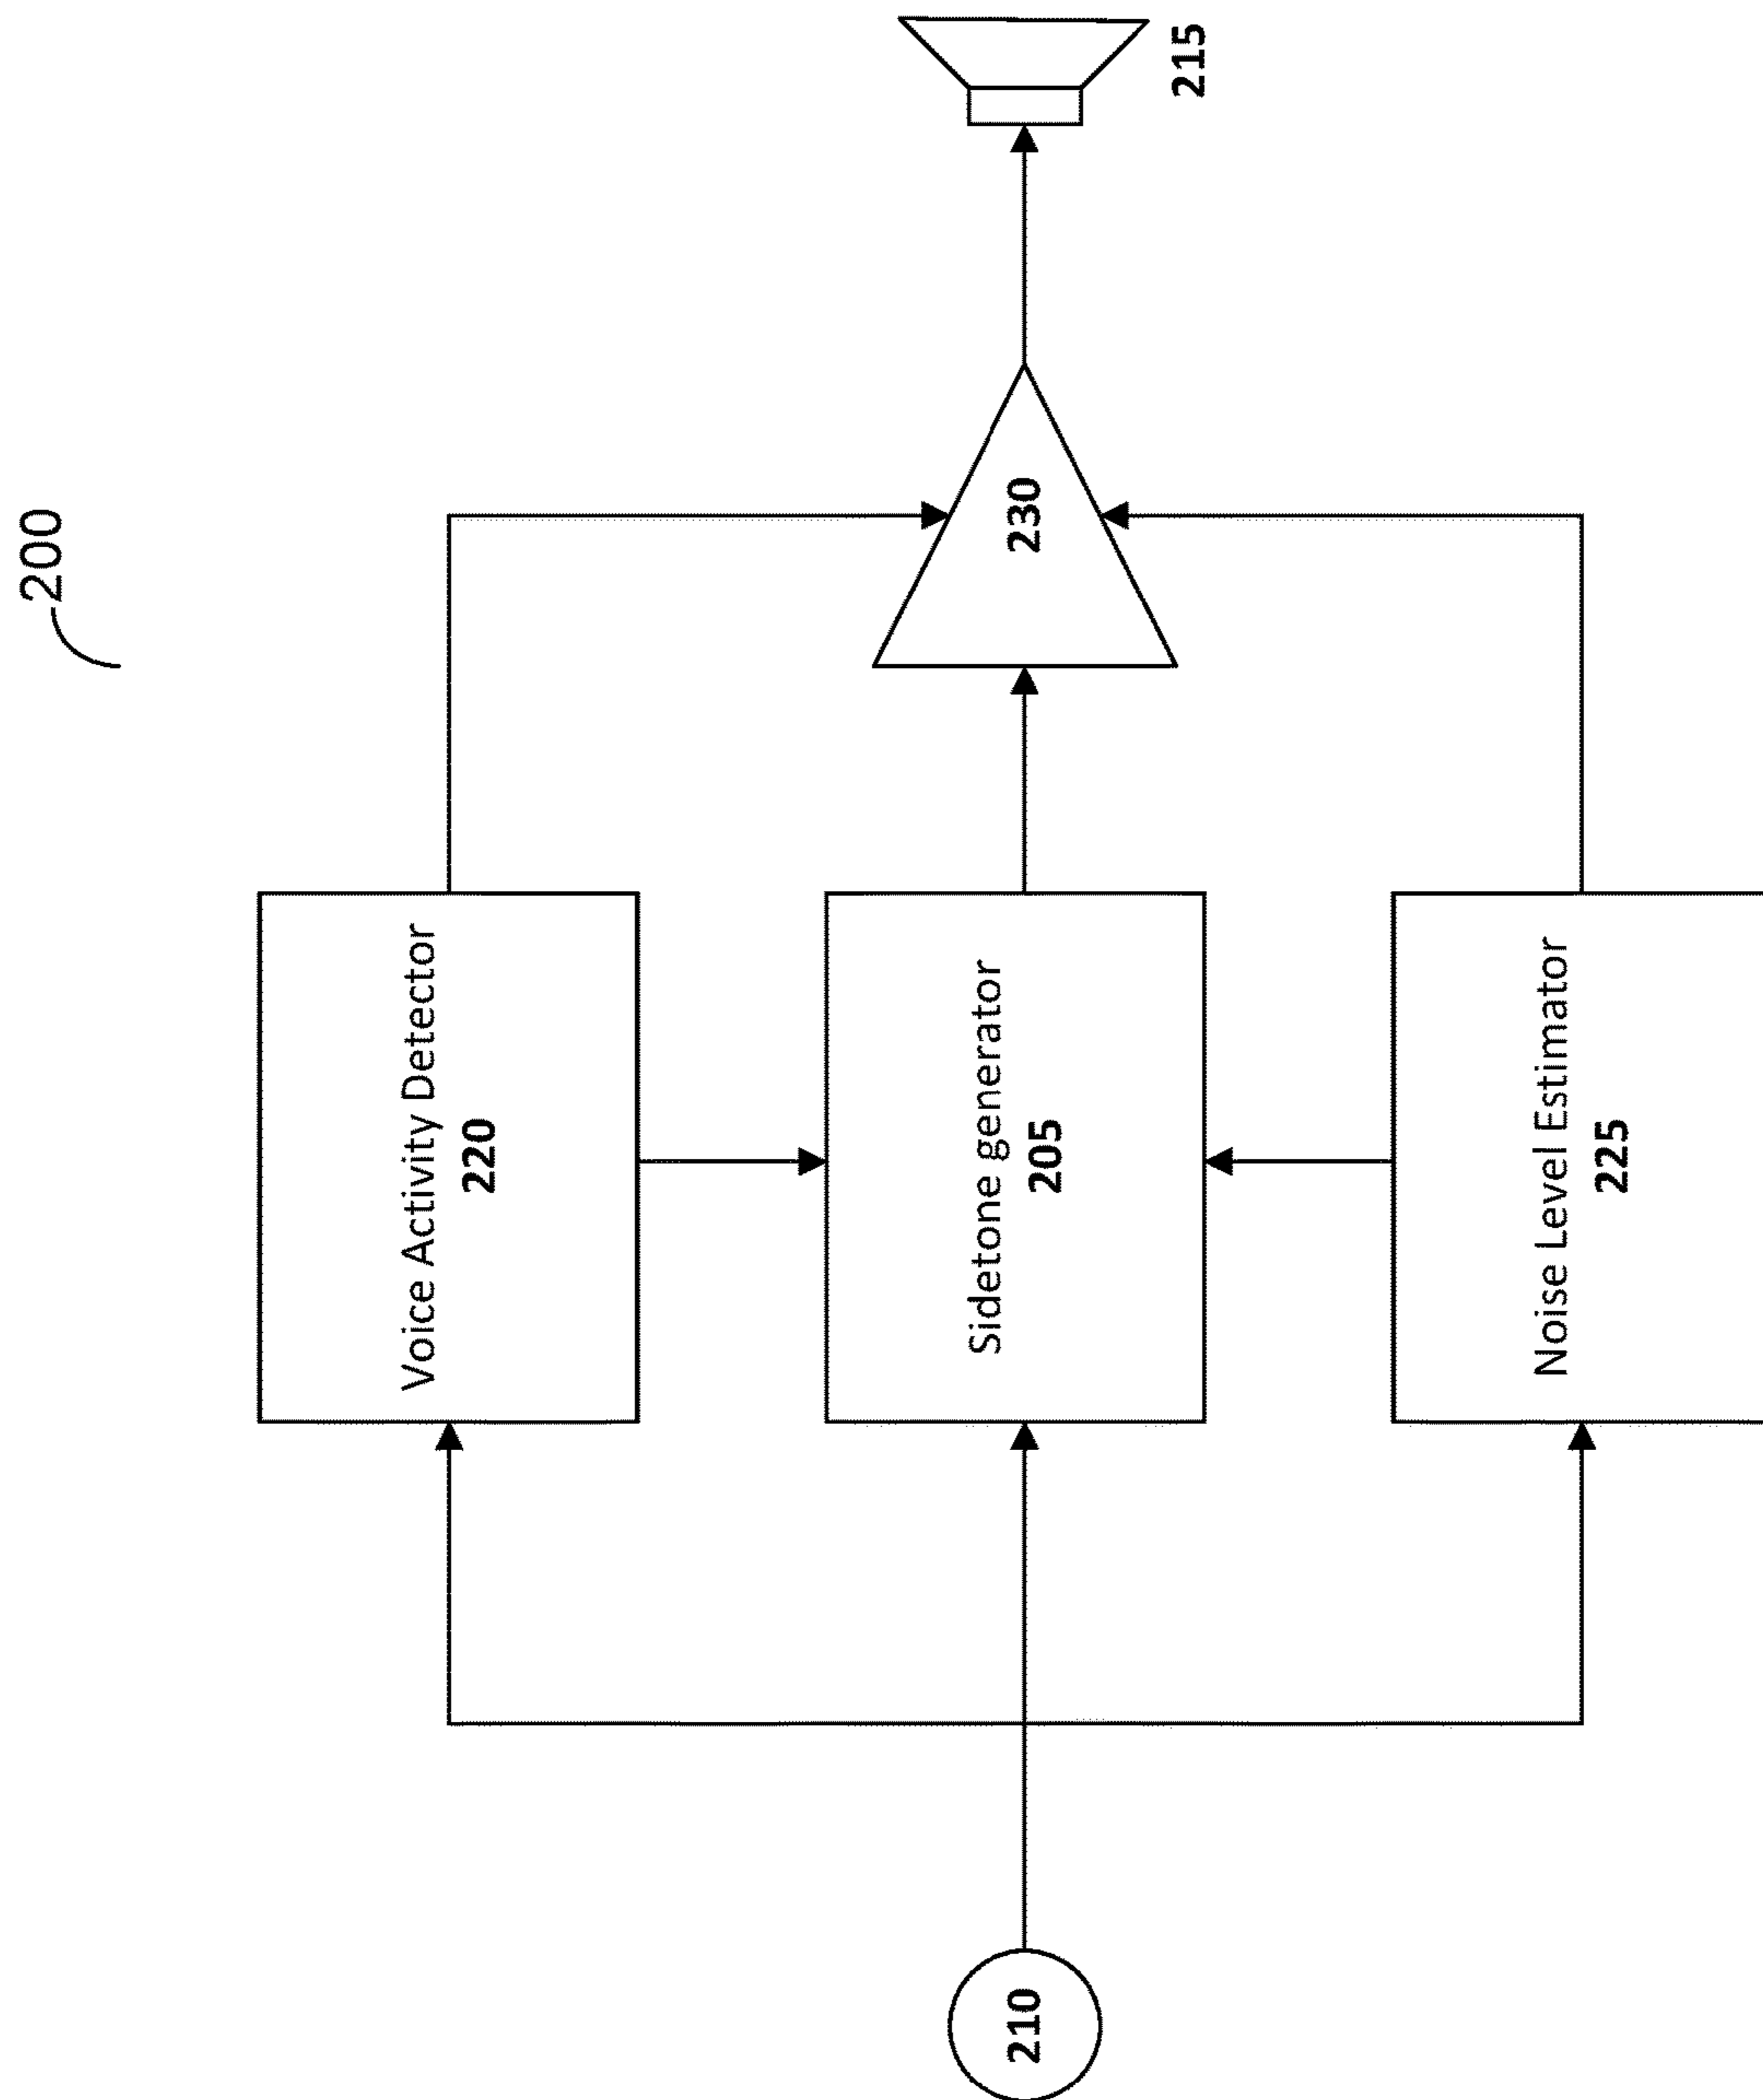 200
Voice Activity Detector
220
210
Sidetone generator
205
230
215
Noise Level Estimator
225